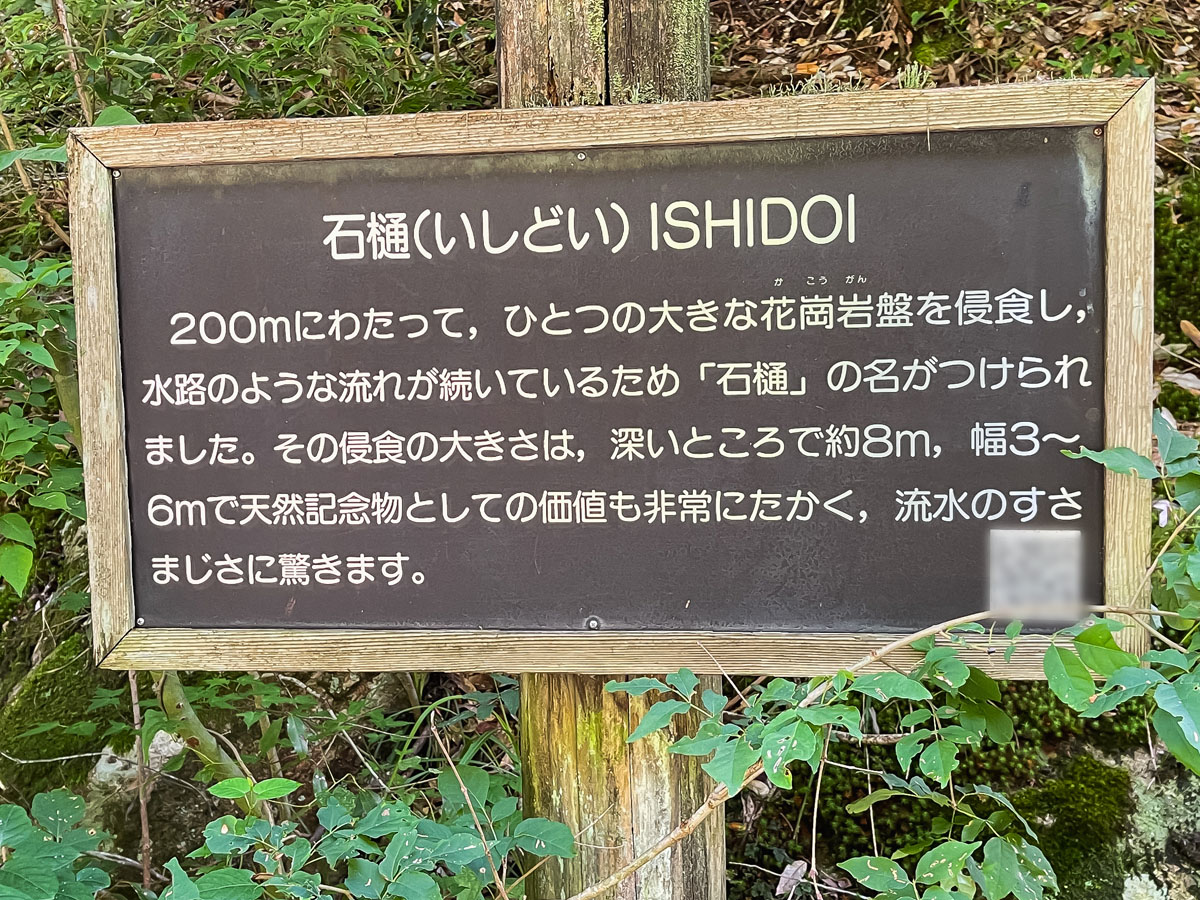 石樋(いしどい) ISHIDOI
か こう がん
200mにわたって，ひとつの大きな花崗岩盤を侵食し，
水路のような流れが続いているため「石樋」の名がつけられ
ました。その侵食の大きさは，深いところで約8m，幅3～
6mで天然記念物としての価値も非常にたかく，流水のすさ
まじさに驚きます。